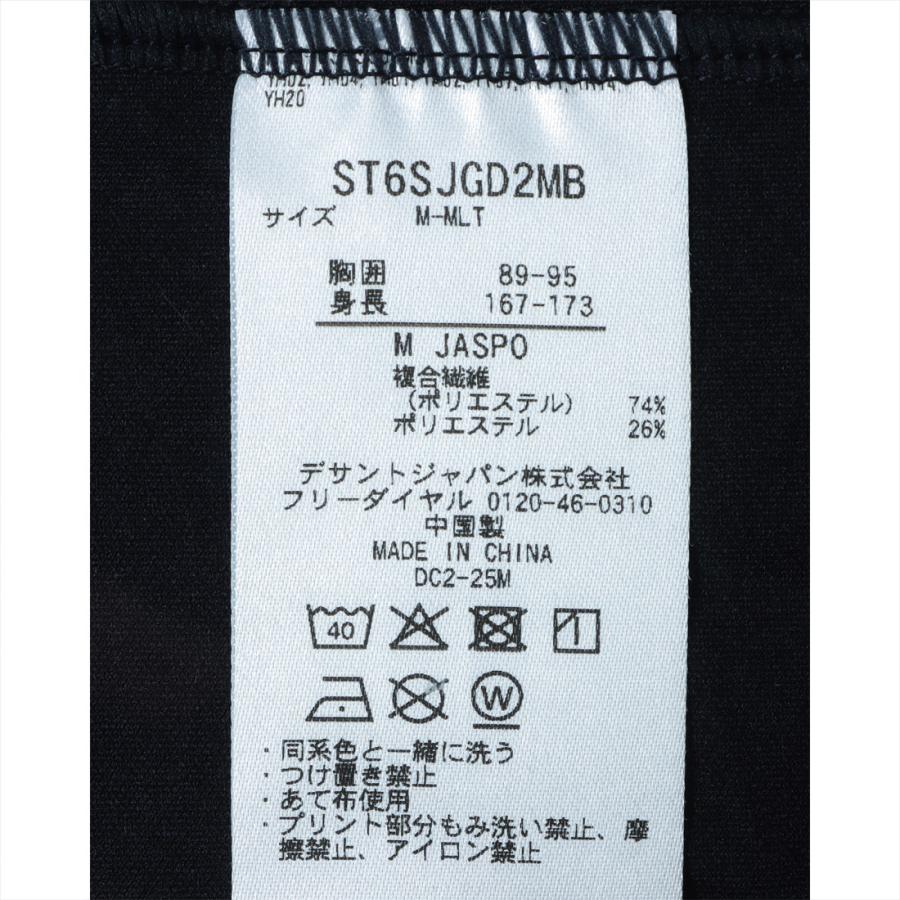 YH20
ST6SJGD2MB
サイズ M-MLT
胸囲 89-95
身長 167-173
M JASPO
複合繊維
（ポリエステル） 74%
ポリエステル 26%
デサントジャパン株式会社
フリーダイヤル 0120-46-0310
中国製
MADE IN CHINA
DC2-25M
40
W
・同系色と一緒に洗う
・つけ置き禁止
・あて布使用
・プリント部分もみ洗い禁止、摩
擦禁止、アイロン禁止